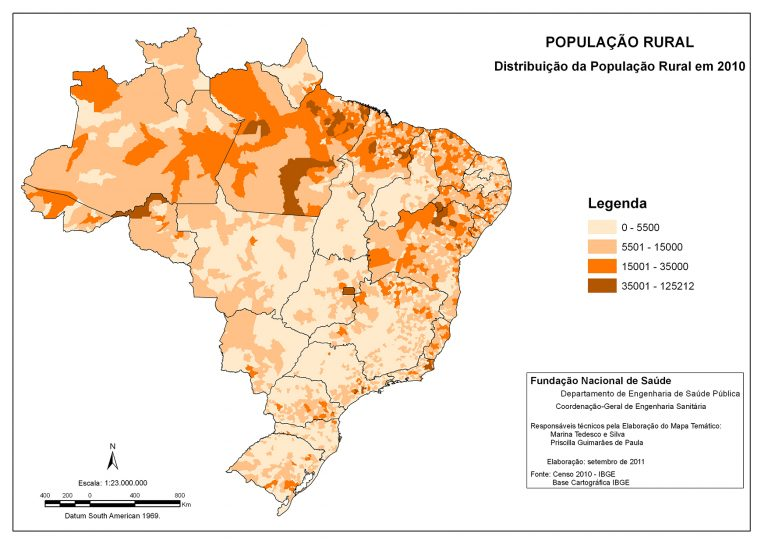 POPULAÇÃO RURAL
Distribuição da População Rural em 2010
Legenda
0 - 5500
5501 - 15000
15001 - 35000
35001 - 125212
Fundação Nacional de Saúde
Departamento de Engenharia de Saúde Pública
Coordenação-Geral de Engenharia Sanitária
Responsáveis técnicos pela Elaboração do Mapa Temático:
Marina Tedesco e Silva
Priscilla Guimarães de Paula
Elaboração: setembro de 2011
Fonte: Censo 2010 - IBGE
Base Cartográfica IBGE
N
Escala: 1:23.000.000
400 200 0 400 800
Km
Datum South American 1969.